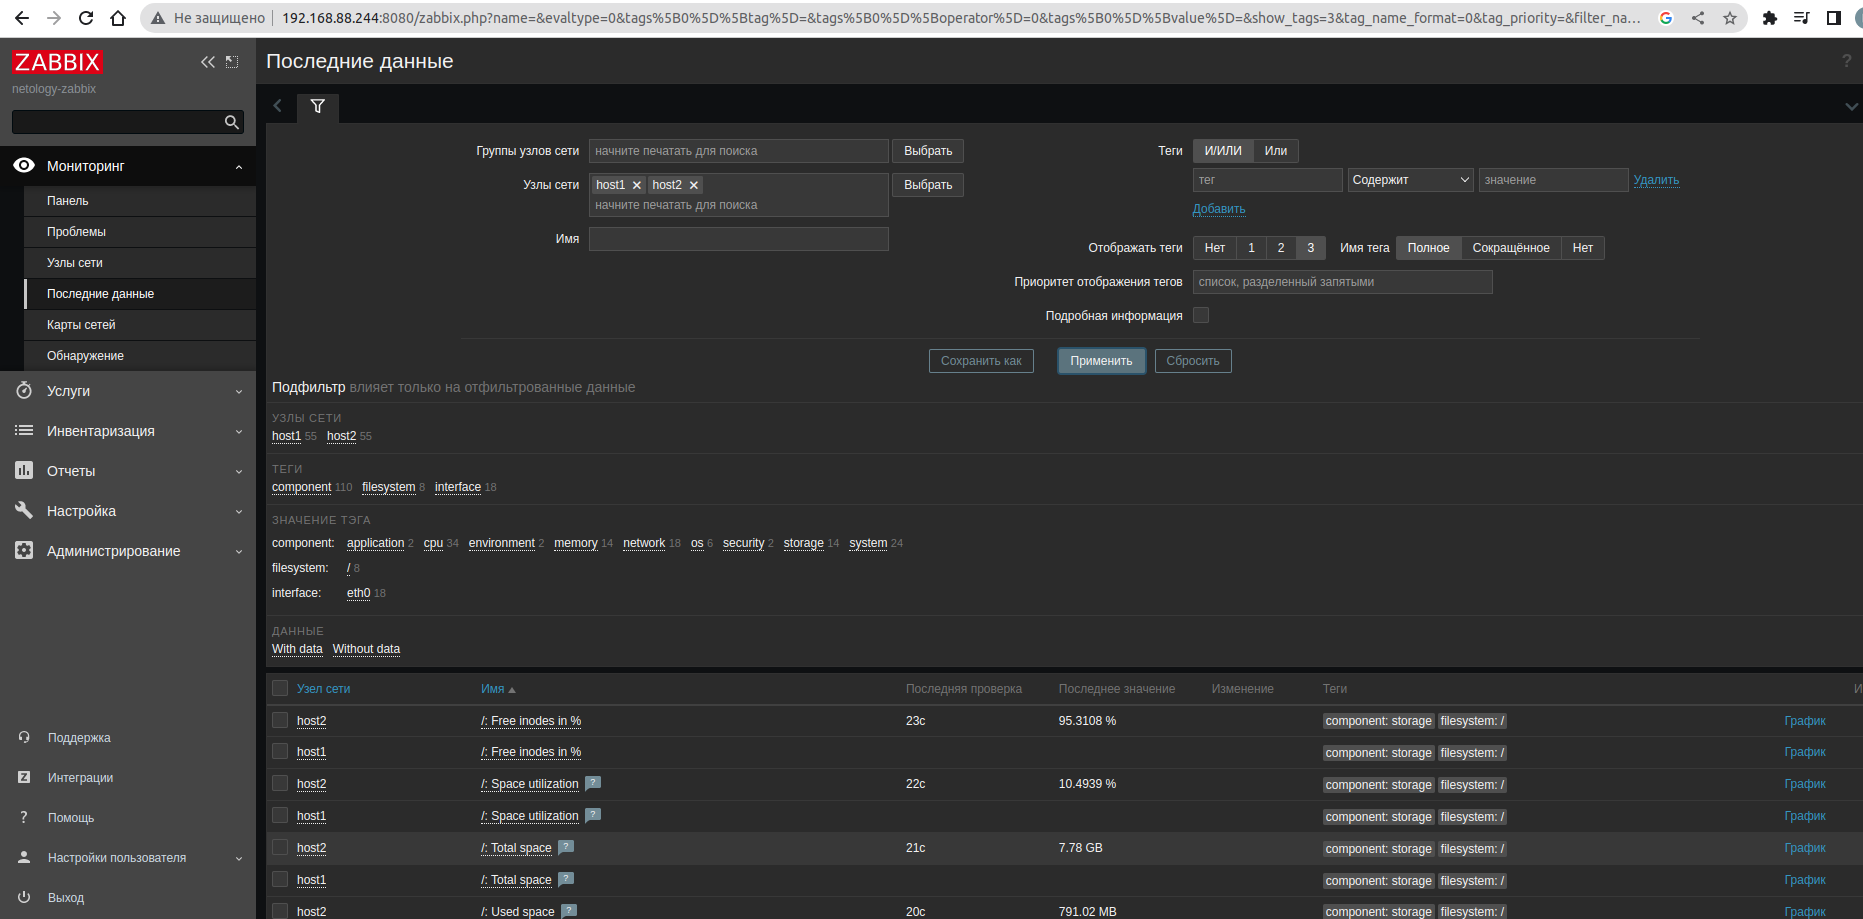 Не защищено 192.168.88.244:8080/zabbix.php?name=&evaltype=0&tags%5B0%5D%5Btag%5D=&tags%5B0%5D%5Boperator%5D=0&tags%5B0%5D%5Bvalue%5D=&show_tags=3&tag_name_format=0&tag_priority=&filter_na...
ZABBIX
netology-zabbix
Мониторинг
Панель
Проблемы
Узлы сети
Последние данные
Карты сетей
Обнаружение
Услуги
Инвентаризация
Отчеты
Настройка
Администрирование
Поддержка
Интеграции
Помощь
Настройки пользователя
Выход
Последние данные ?
Группы узлов сети начните печатать для поиска Выбрать
Узлы сети host1 host2 Выбрать
начните печатать для поиска
Имя
Теги И/ИЛИ Или
тег Содержит значение Удалить
Добавить
Отображать теги Нет 1 2 3 Имя тега Полное Сокращённое Нет
Приоритет отображения тегов список, разделенный запятыми
Подробная информация
Сохранить как Применить Сбросить
Подфильтр влияет только на отфильтрованные данные
УЗЛЫ СЕТИ
host1 55 host2 55
ТЕГИ
component 110 filesystem 8 interface 18
ЗНАЧЕНИЕ ТЭГА
component: application 2 cpu 34 environment 2 memory 14 network 18 os 6 security 2 storage 14 system 24
filesystem: / 8
interface: eth0 18
ДАННЫЕ
With data Without data
Узел сети Имя Последняя проверка Последнее значение Изменение Теги И
host2 /: Free inodes in % 23с 95.3108 % component: storage filesystem: / График
host1 /: Free inodes in % component: storage filesystem: / График
host2 /: Space utilization ? 22с 10.4939 % component: storage filesystem: / График
host1 /: Space utilization ? component: storage filesystem: / График
host2 /: Total space ? 21с 7.78 GB component: storage filesystem: / График
host1 /: Total space ? component: storage filesystem: / График
host2 /: Used space ? 20с 791.02 MB component: storage filesystem: / График